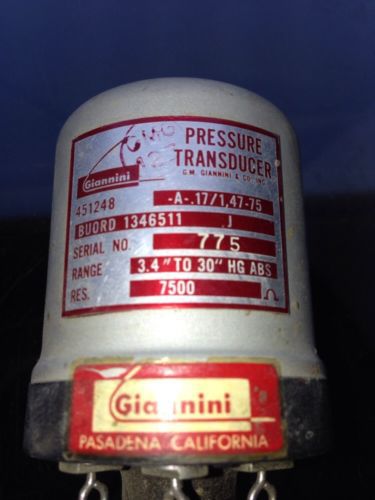 PRESSURE
TRANSDUCER
G.M. GIANNINI & CO., INC.
Giannini
451248 -A-.17/1,47-75
BUORD 1346511 J
SERIAL NO. 775
RANGE 3.4" TO 30" HG ABS
RES. 7500 Ω
Giannini
PASADENA CALIFORNIA